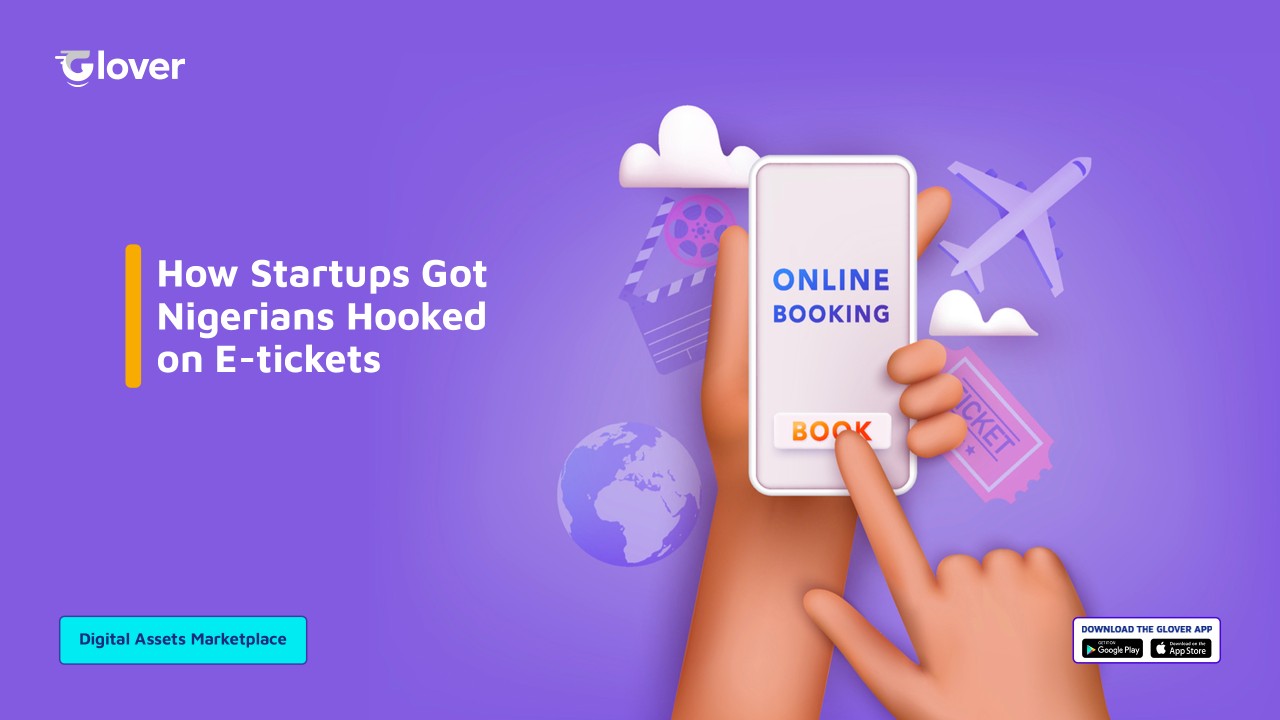 Glover
How Startups Got
Nigerians Hooked
on E-tickets
ONLINE
BOOKING
BOOK
TICKET
Digital Assets Marketplace
DOWNLOAD THE GLOVER APP
GET IT ON
Google Play
Download on the
App Store